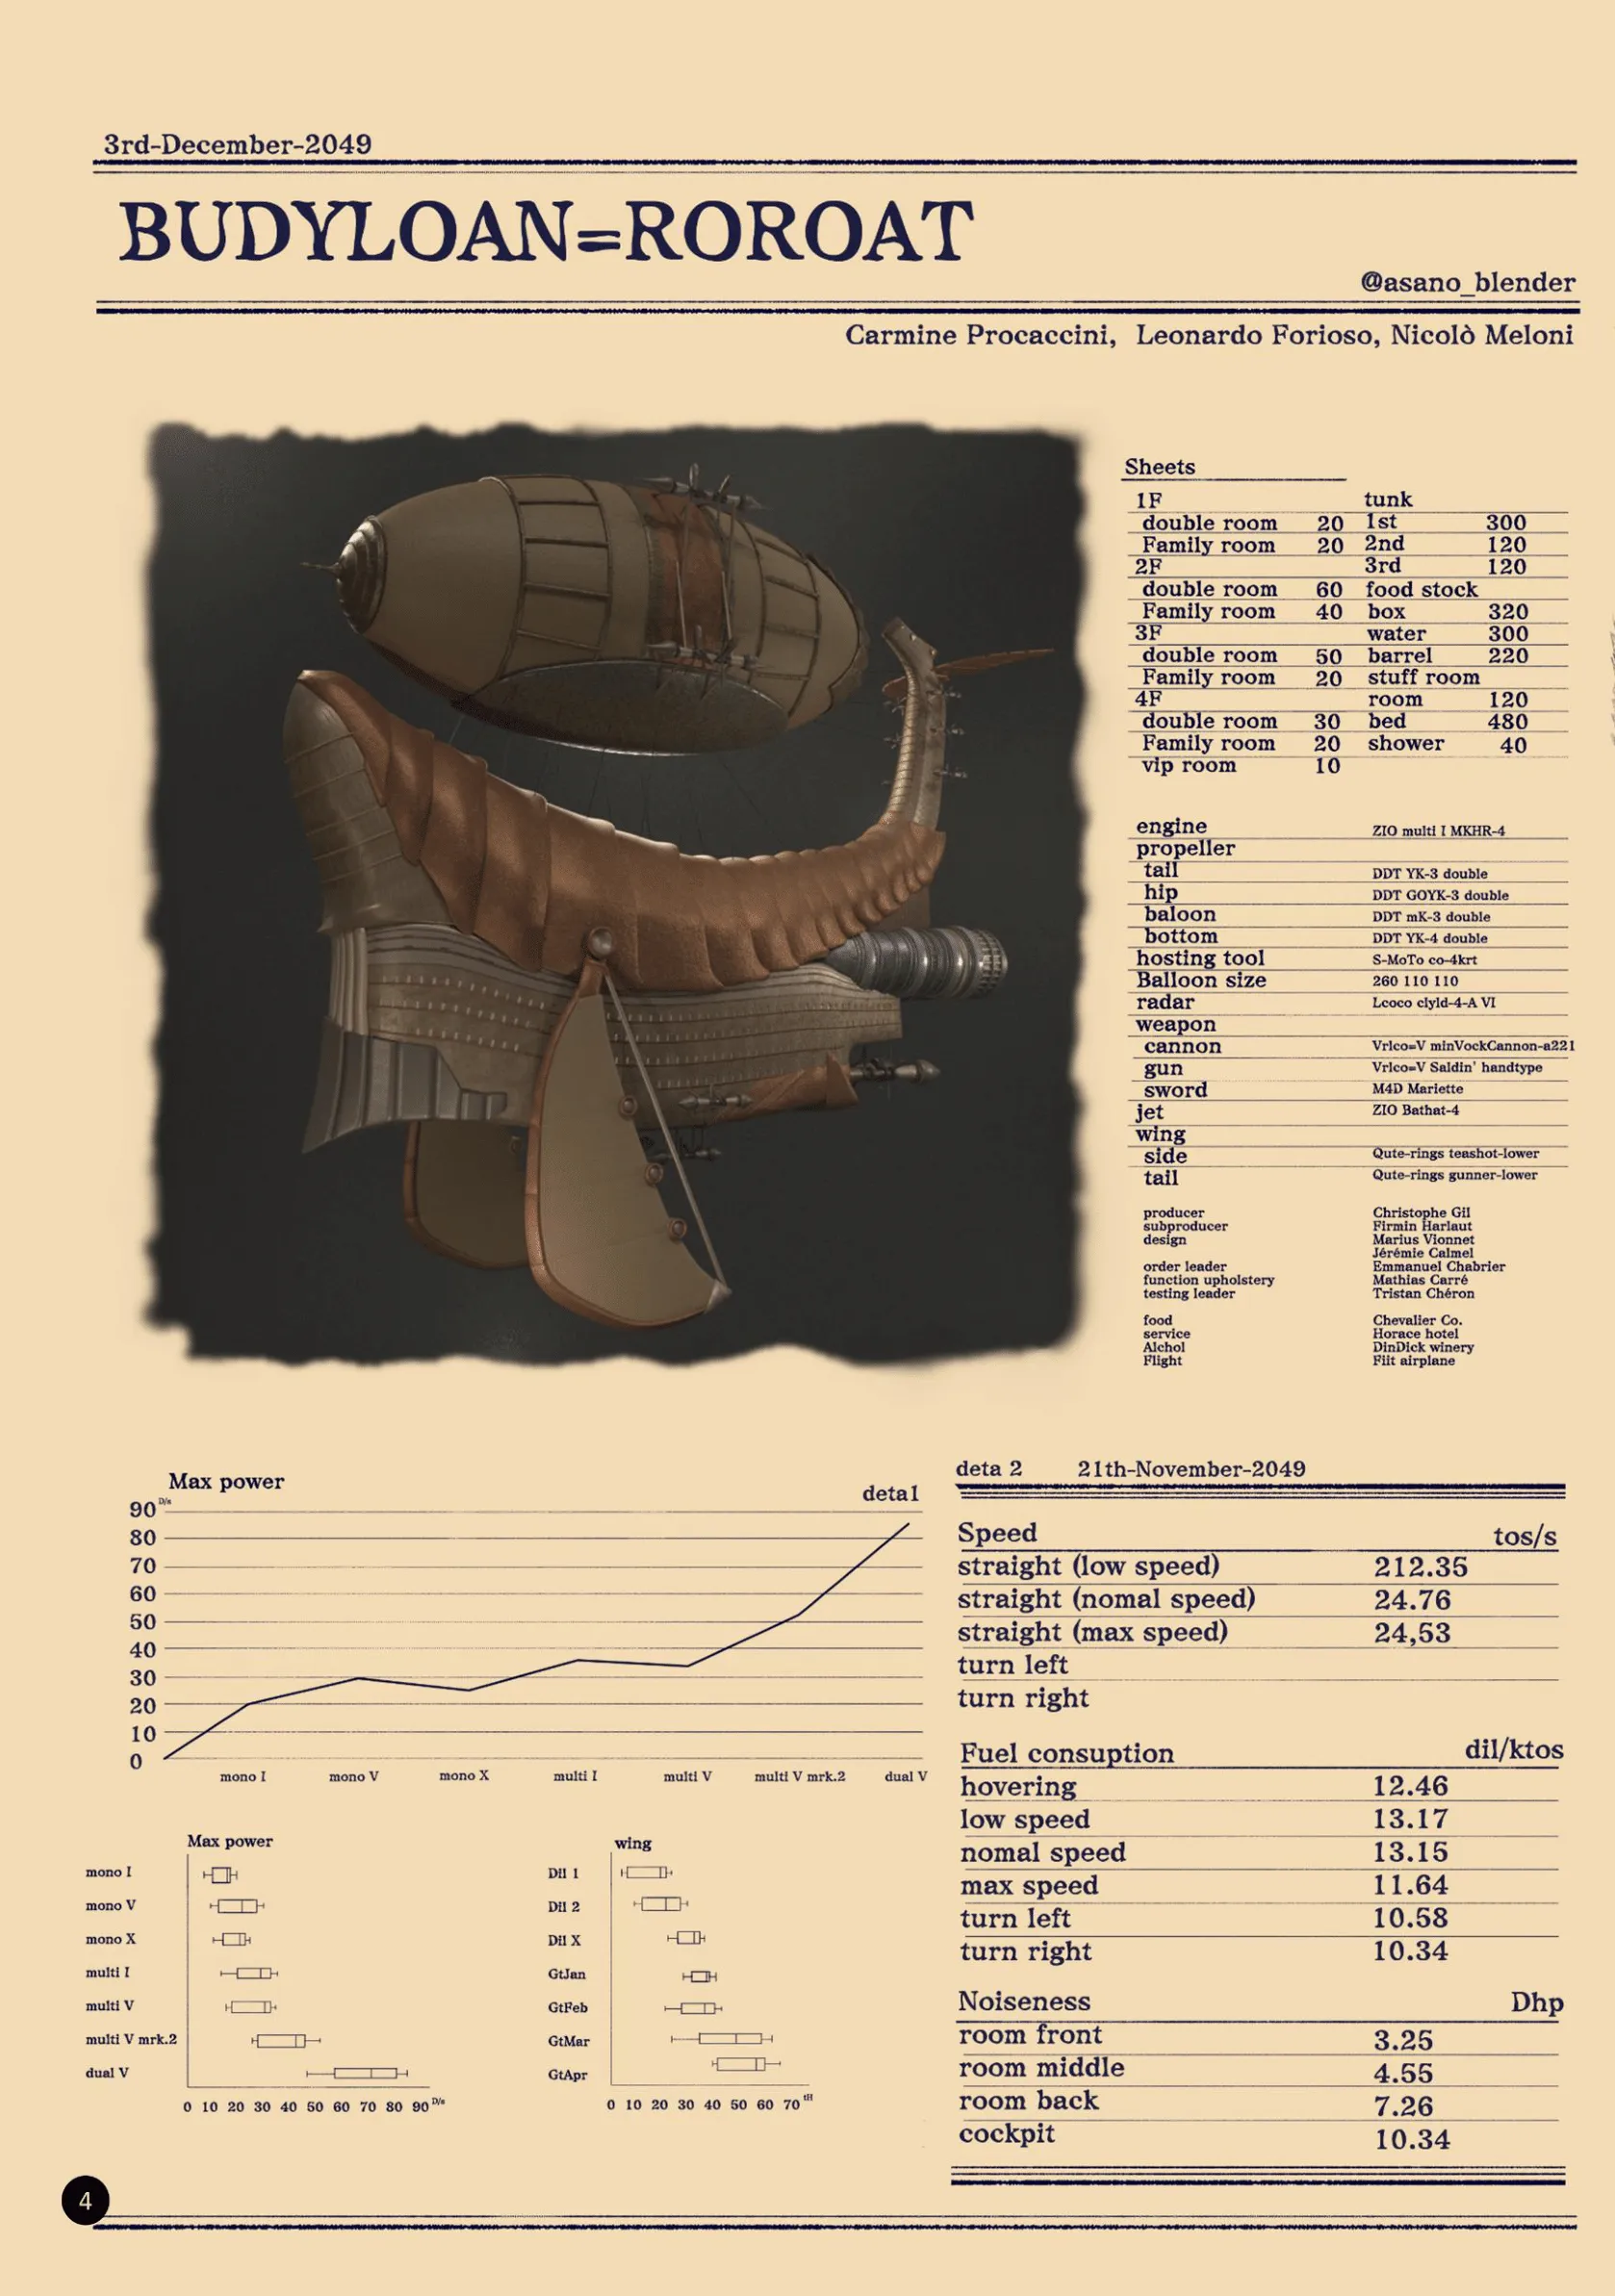 3rd-December-2049
BUDYLOAN=ROROAT
@asano_blender
Carmine Procaccini, Leonardo Forioso, Nicolò Meloni
Sheets
1F tunk
double room 20 1st 300
Family room 20 2nd 120
2F 3rd 120
double room 60 food stock
Family room 40 box 320
3F water 300
double room 50 barrel 220
Family room 20 stuff room
4F room 120
double room 30 bed 480
Family room 20 shower 40
vip room 10
engine ZIO multi I MKHR-4
propeller
tail DDT YK-3 double
hip DDT GOYK-3 double
baloon DDT mK-3 double
bottom DDT YK-4 double
hosting tool S-MoTo co-4krt
Balloon size 260 110 110
radar Lcoco clyld-4-A VI
weapon
cannon Vrlco=V minVockCannon-a221
gun Vrlco=V Saldin' handtype
sword M4D Marlette
jet ZIO Bathat-4
wing
side Qute-rings teashot-lower
tail Qute-rings gunner-lower
producer Christophe Gil
subproducer Firmin Harlaut
design Marius Vionnet
Jérémie Calmel
order leader Emmanuel Chabrier
function upholstery Mathias Carré
testing leader Tristan Chéron
food Chevalier Co.
service Horace hotel
Alchol DinDick winery
Flight Fiit airplane
Max power
deta1
90 D/s
80
70
60
50
40
30
20
10
0
mono I mono V mono X multi I multi V multi V mrk.2 dual V
Max power
mono I
mono V
mono X
multi I
multi V
multi V mrk.2
dual V
0 10 20 30 40 50 60 70 80 90 D/s
wing
Dil 1
Dil 2
Dil X
GtJan
GtFeb
GtMar
GtApr
0 10 20 30 40 50 60 70 tH
deta 2 21th-November-2049
Speed tos/s
straight (low speed) 212.35
straight (nomal speed) 24.76
straight (max speed) 24,53
turn left
turn right
Fuel consuption dil/ktos
hovering 12.46
low speed 13.17
nomal speed 13.15
max speed 11.64
turn left 10.58
turn right 10.34
Noiseness Dhp
room front 3.25
room middle 4.55
room back 7.26
cockpit 10.34
4